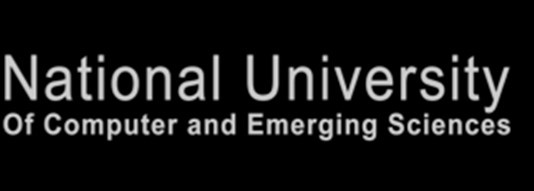 National University
Of Computer and Emerging Sciences